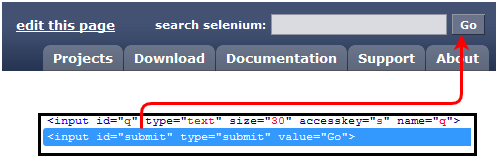 edit this page search selenium: Go
Projects Download Documentation Support About
<input id="q" type="text" size="30" accesskey="s" name="q">
<input id="submit" type="submit" value="Go">